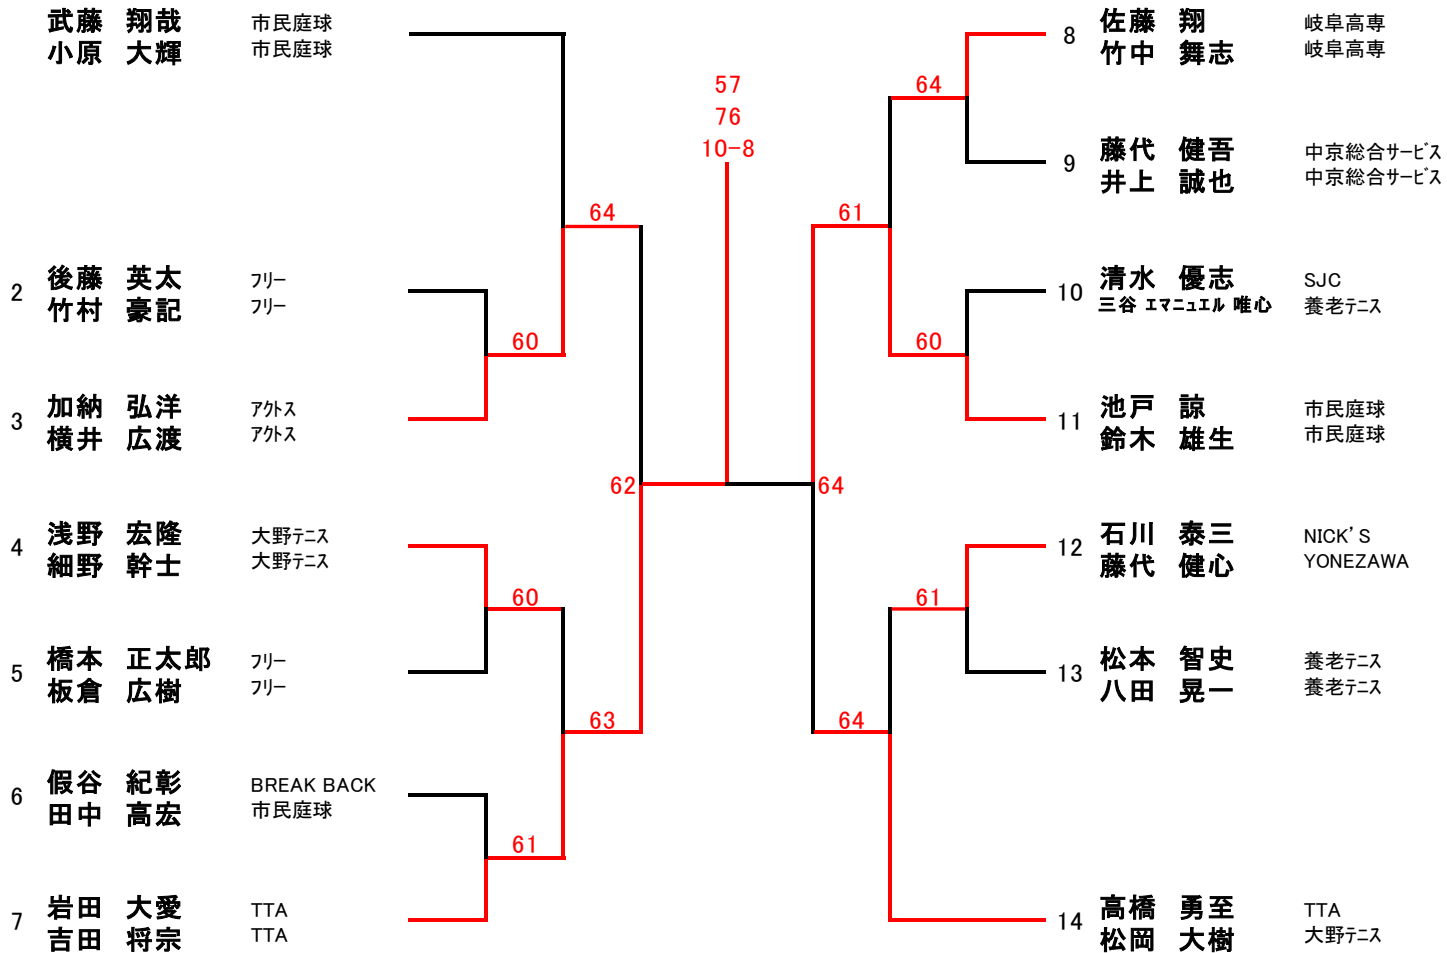 武藤 翔哉 市民庭球
小原 大輝 市民庭球
2 後藤 英太 フリー
竹村 豪記 フリー
3 加納 弘洋 アクトス
横井 広渡 アクトス
4 浅野 宏隆 大野テニス
細野 幹士 大野テニス
5 橋本 正太郎 フリー
板倉 広樹 フリー
6 假谷 紀彰 BREAK BACK
田中 高宏 市民庭球
7 岩田 大愛 TTA
吉田 将宗 TTA
64
60
62
60
63
61
57
76
10-8
64
61
60
64
61
64
8 佐藤 翔 岐阜高専
竹中 舞志 岐阜高専
9 藤代 健吾 中京総合サービス
井上 誠也 中京総合サービス
10 清水 優志 SJC
三谷 エマニュエル 唯心 養老テニス
11 池戸 諒 市民庭球
鈴木 雄生 市民庭球
12 石川 泰三 NICK'S
藤代 健心 YONEZAWA
13 松本 智史 養老テニス
八田 晃一 養老テニス
14 高橋 勇至 TTA
松岡 大樹 大野テニス